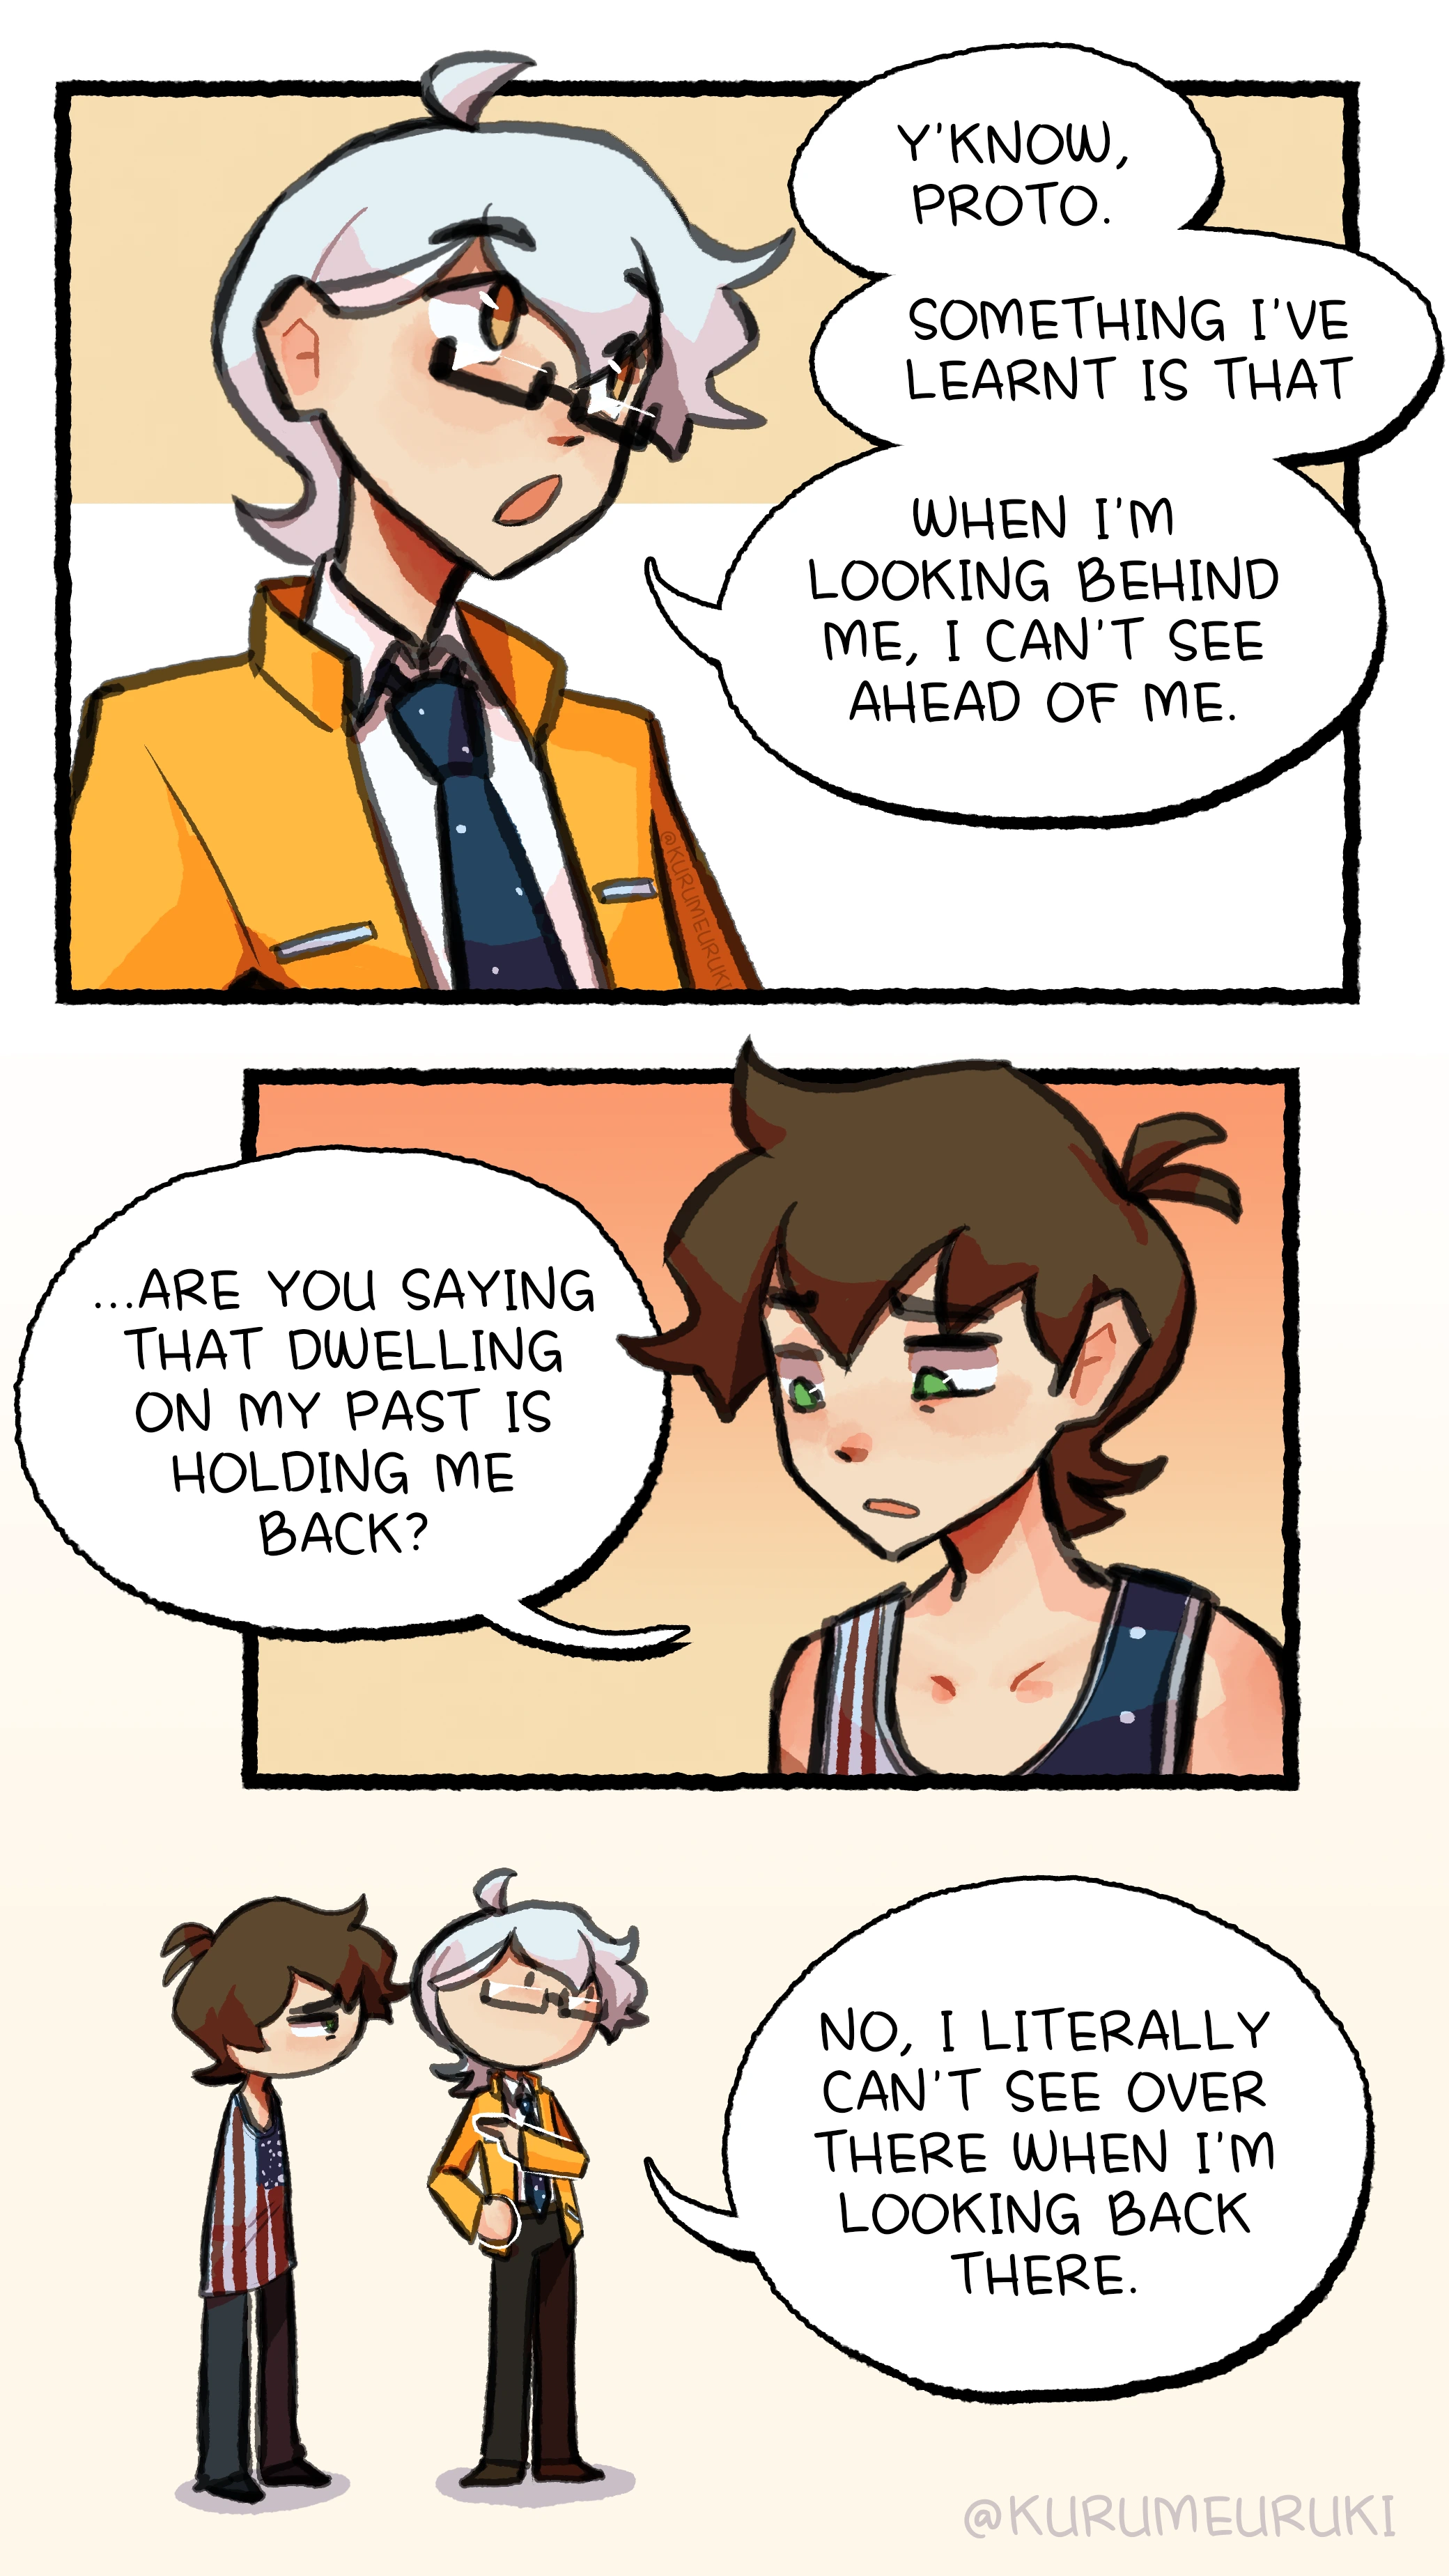 Y'KNOW,
PROTO.
SOMETHING I'VE
LEARNT IS THAT
WHEN I'M
LOOKING BEHIND
ME, I CAN'T SEE
AHEAD OF ME.
@KURUMEURUKI
...ARE YOU SAYING
THAT DWELLING
ON MY PAST IS
HOLDING ME
BACK?
NO, I LITERALLY
CAN'T SEE OVER
THERE WHEN I'M
LOOKING BACK
THERE.
@KURUMEURUKI